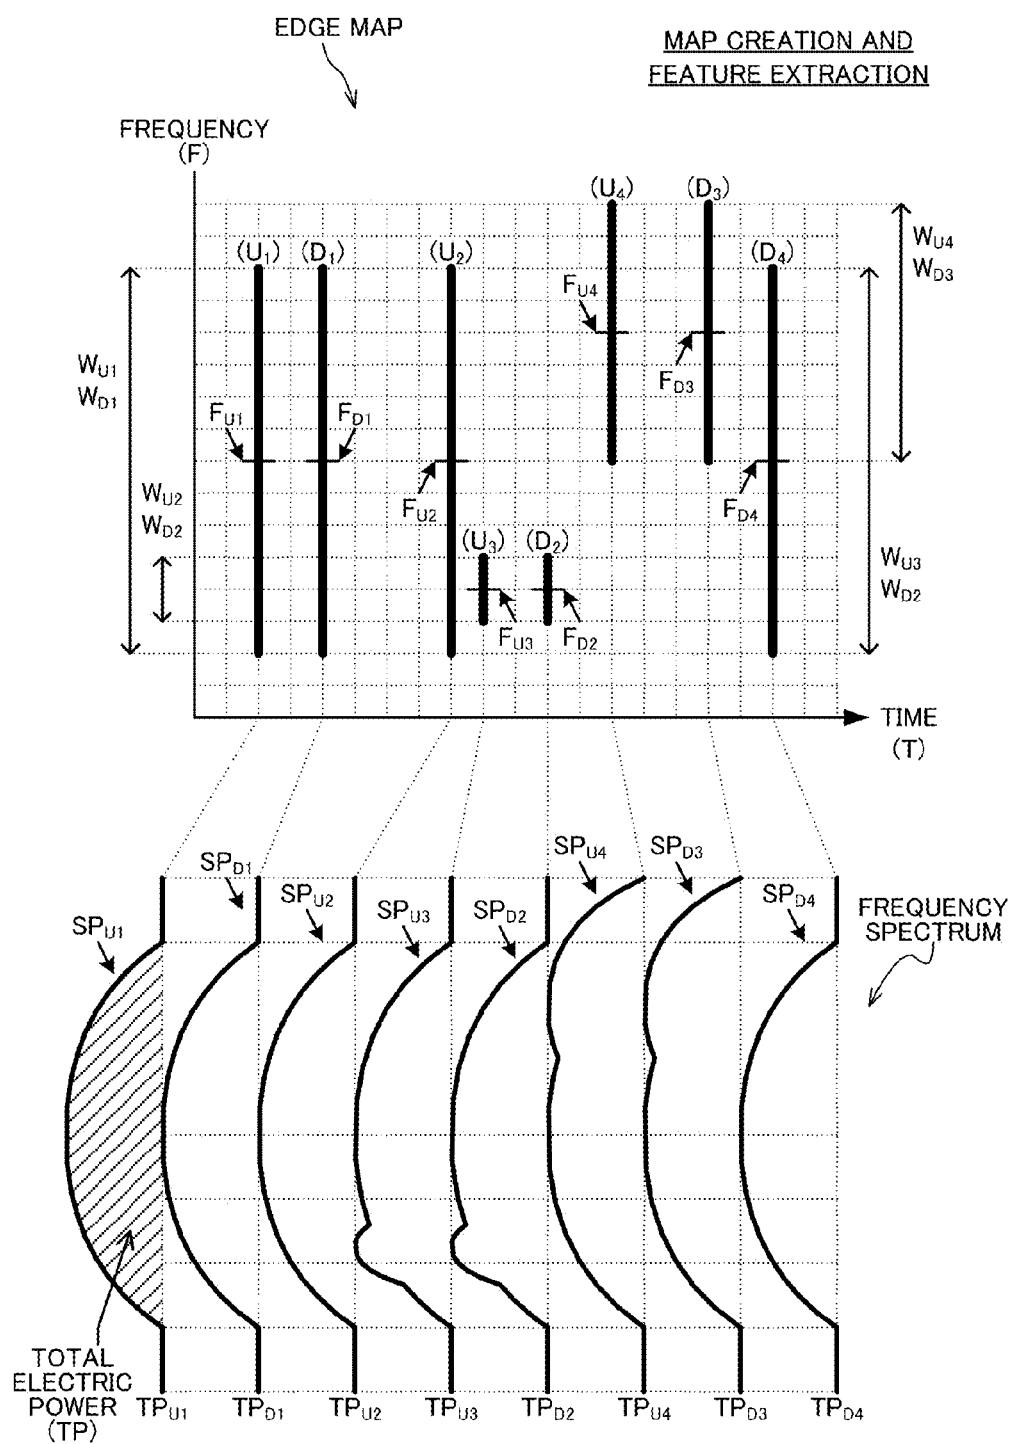 EDGE MAP
MAP CREATION AND
FEATURE EXTRACTION
FREQUENCY
(F)
(U4)
(D3)
(U1)
(D1)
(U2)
(D4)
WU4
WD3
FU4
FD3
WU1
WD1
FU1
FD1
FU2
FD4
WU2
WD2
(U3)
(D2)
FU3
FD2
WU3
WD2
TIME
(T)
SPU1
SPD1
SPU2
SPU3
SPD2
SPU4
SPD3
SPD4
FREQUENCY
SPECTRUM
TOTAL
ELECTRIC
POWER
(TP)
TPU1
TPD1
TPU2
TPU3
TPD2
TPU4
TPD3
TPD4